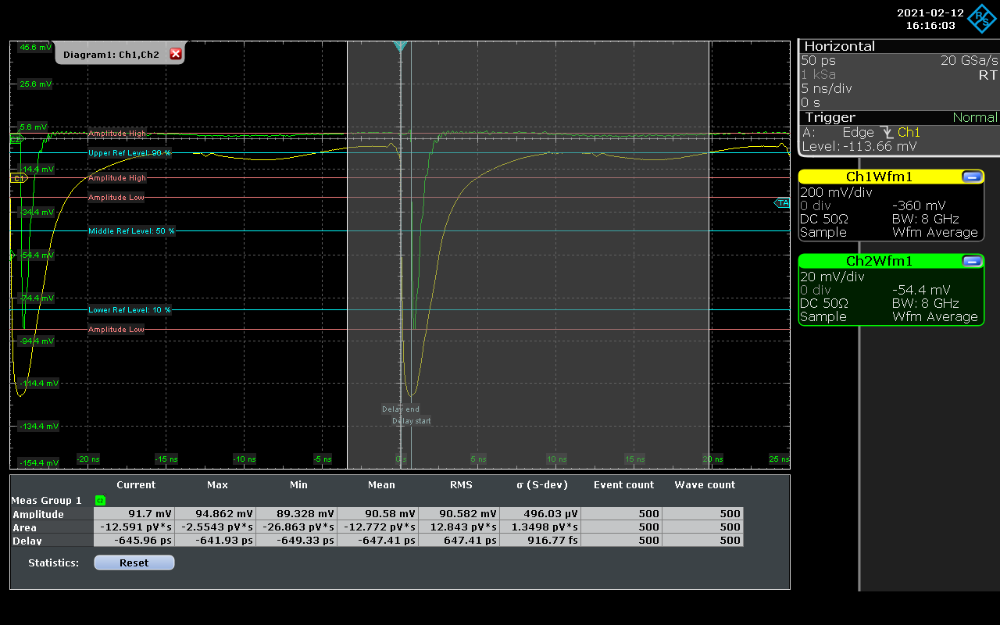 2021-02-12
16:16:03
R S
Diagram1: Ch1,Ch2
45.6 mV
25.6 mV
5.6 mV
-14.4 mV
-34.4 mV
-54.4 mV
-74.4 mV
-94.4 mV
-114.4 mV
-134.4 mV
-154.4 mV
C2
C1
TA
Amplitude High
Upper Ref Level: 90 %
Amplitude High
Amplitude Low
Middle Ref Level: 50 %
Lower Ref Level: 10 %
Amplitude Low
Delay end
Delay start
-20 ns -15 ns -10 ns -5 ns 0 s 5 ns 10 ns 15 ns 20 ns 25 ns
Horizontal
50 ps 20 GSa/s
1 kSa RT
5 ns/div
0 s
Trigger Normal
A: Edge Ch1
Level: -113.66 mV
Ch1Wfm1
200 mV/div
0 div -360 mV
DC 50Ω BW: 8 GHz
Sample Wfm Average
Ch2Wfm1
20 mV/div
0 div -54.4 mV
DC 50Ω BW: 8 GHz
Sample Wfm Average
Current Max Min Mean RMS σ (S-dev) Event count Wave count
Meas Group 1 C2
Amplitude 91.7 mV 94.862 mV 89.328 mV 90.58 mV 90.582 mV 496.03 µV 500 500
Area -12.591 pV*s -2.5543 pV*s -26.863 pV*s -12.772 pV*s 12.843 pV*s 1.3498 pV*s 500 500
Delay -645.96 ps -641.93 ps -649.33 ps -647.41 ps 647.41 ps 916.77 fs 500 500
Statistics: Reset